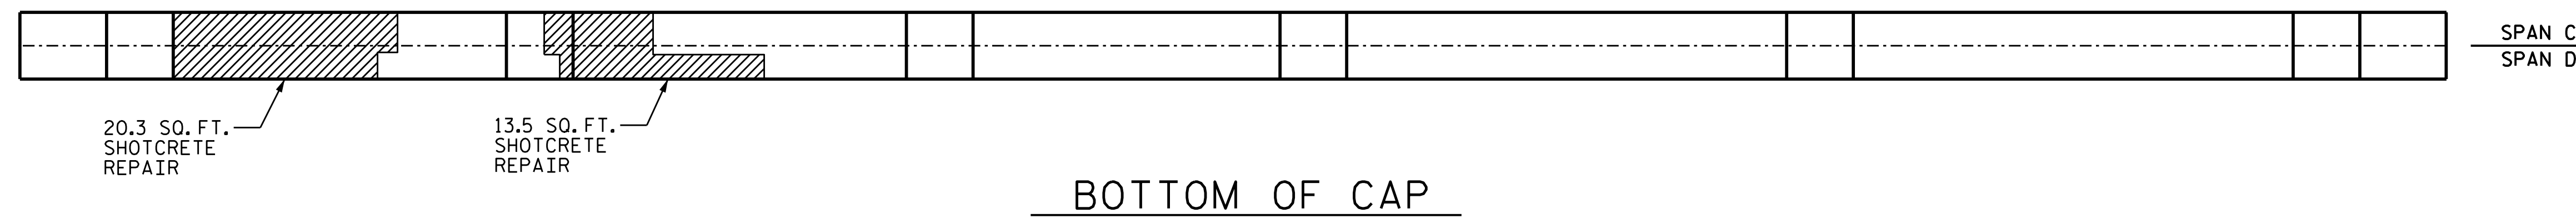 SPAN C
SPAN D
20.3 SQ.FT.
SHOTCRETE
REPAIR
13.5 SQ.FT.
SHOTCRETE
REPAIR
BOTTOM OF CAP